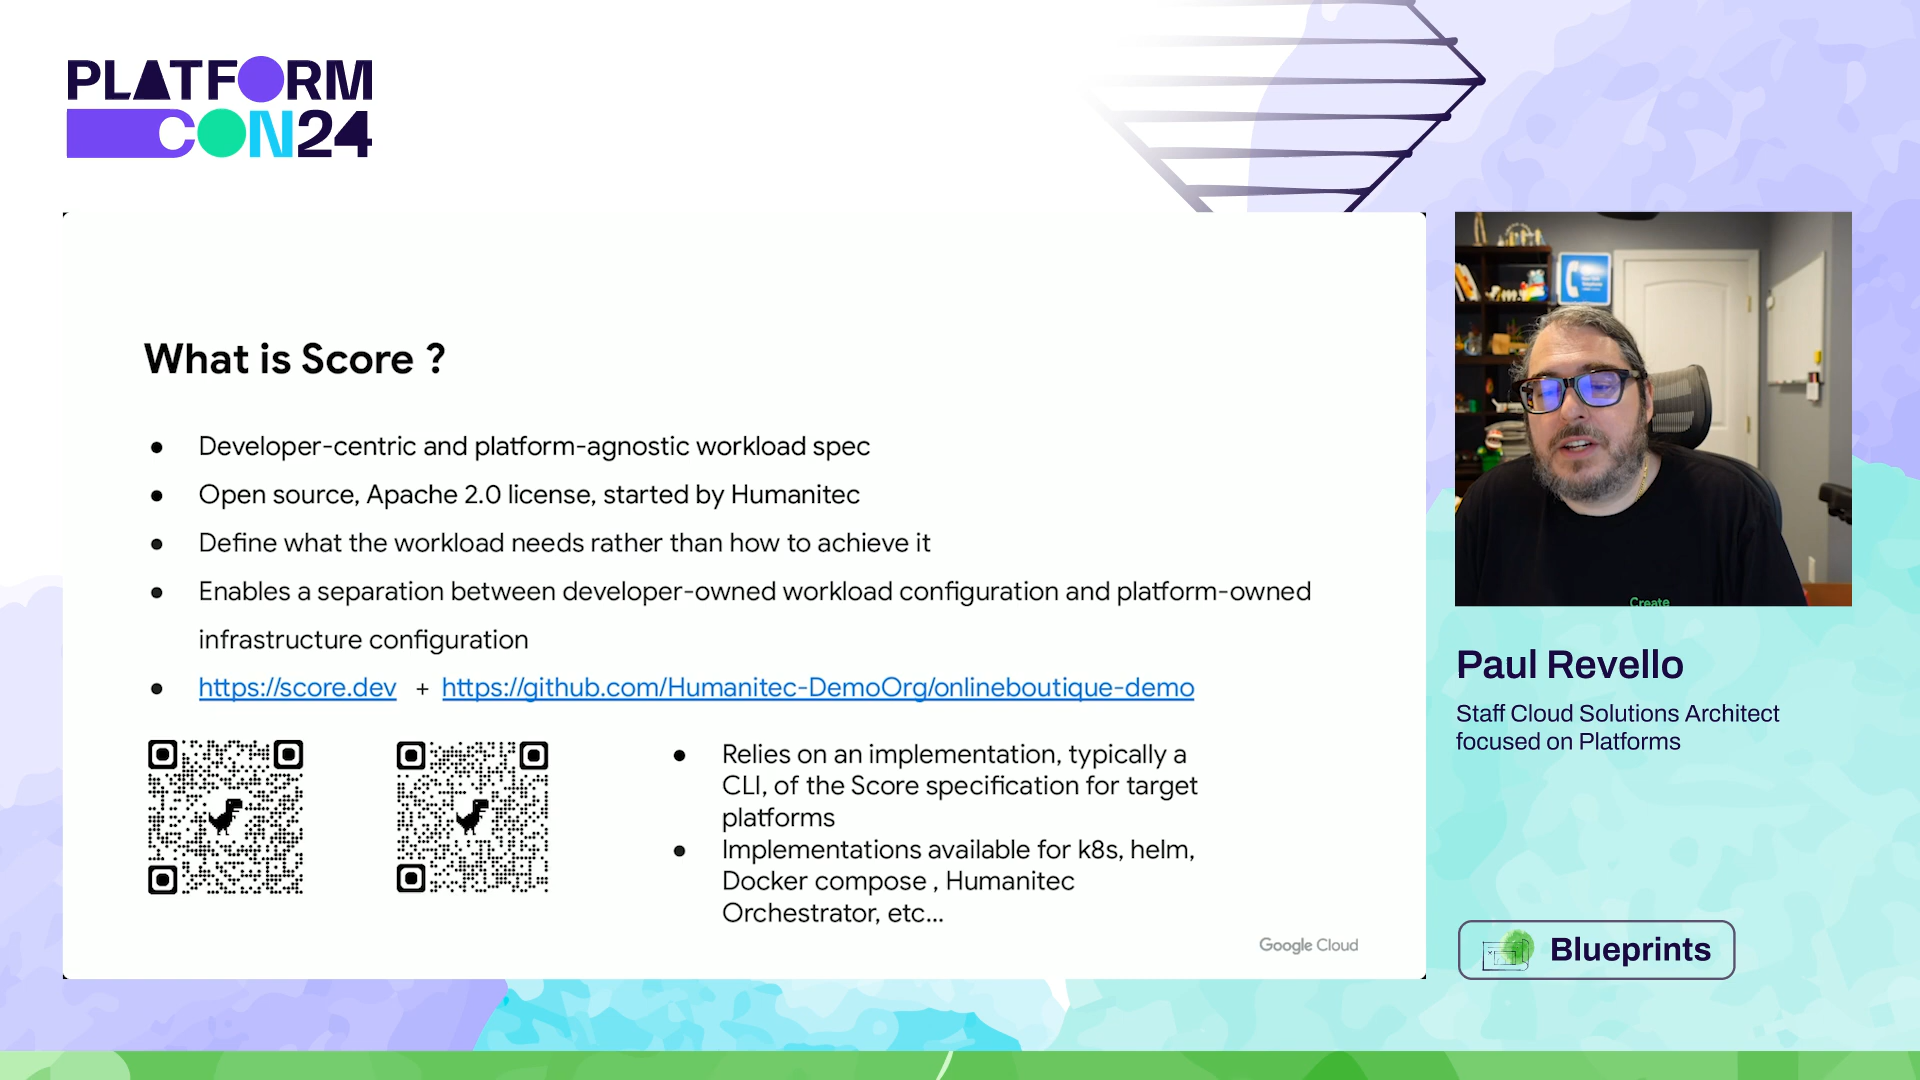 PLATFORM
CON24
What is Score ?
● Developer-centric and platform-agnostic workload spec
● Open source, Apache 2.0 license, started by Humanitec
● Define what the workload needs rather than how to achieve it
● Enables a separation between developer-owned workload configuration and platform-owned
infrastructure configuration
● https://score.dev + https://github.com/Humanitec-DemoOrg/onlineboutique-demo
● Relies on an implementation, typically a
CLI, of the Score specification for target
platforms
● Implementations available for k8s, helm,
Docker compose , Humanitec
Orchestrator, etc...
Google Cloud
Create
Paul Revello
Staff Cloud Solutions Architect
focused on Platforms
Blueprints